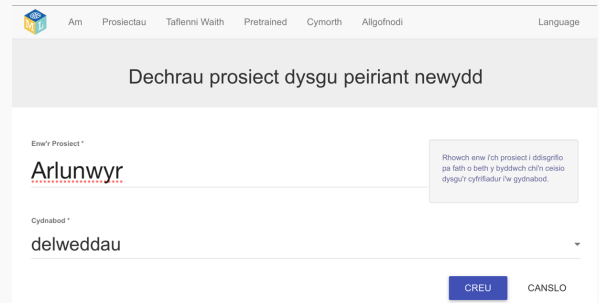 Am Prosiectau Taflenni Waith Pretrained Cymorth Allgofnodi Language
Dechrau prosiect dysgu peiriant newydd
Enw'r Prosiect *
Arlunwyr
Rhowch enw i'ch prosiect i ddisgrifio
pa fath o beth y byddwch chi'n ceisio
dysgu'r cyfrifiadur i'w gydnabod.
Cydnabod *
delweddau
CREU CANSLO